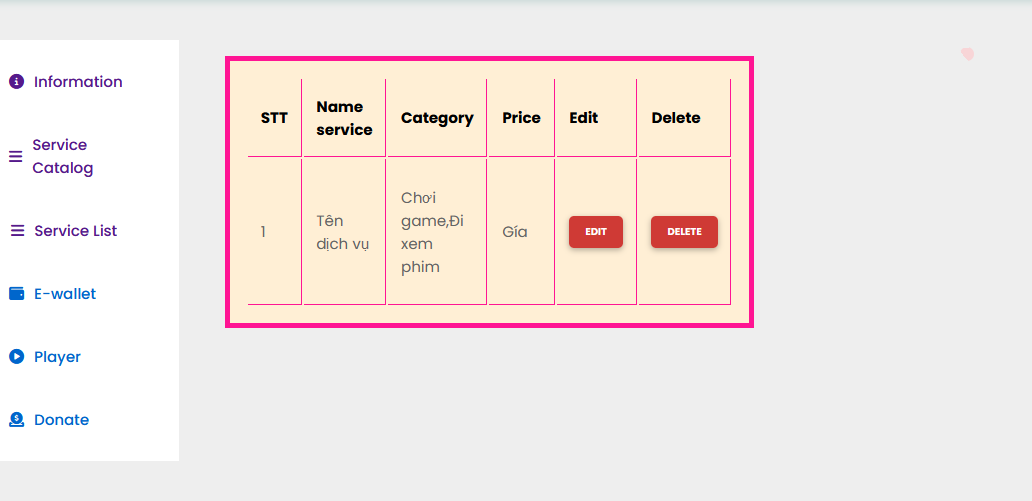 Information
Service
Catalog
Service List
E-wallet
Player
Donate
STT Name service Category Price Edit Delete
1 Tên dịch vụ Chơi game,Đi xem phim Gía EDIT DELETE